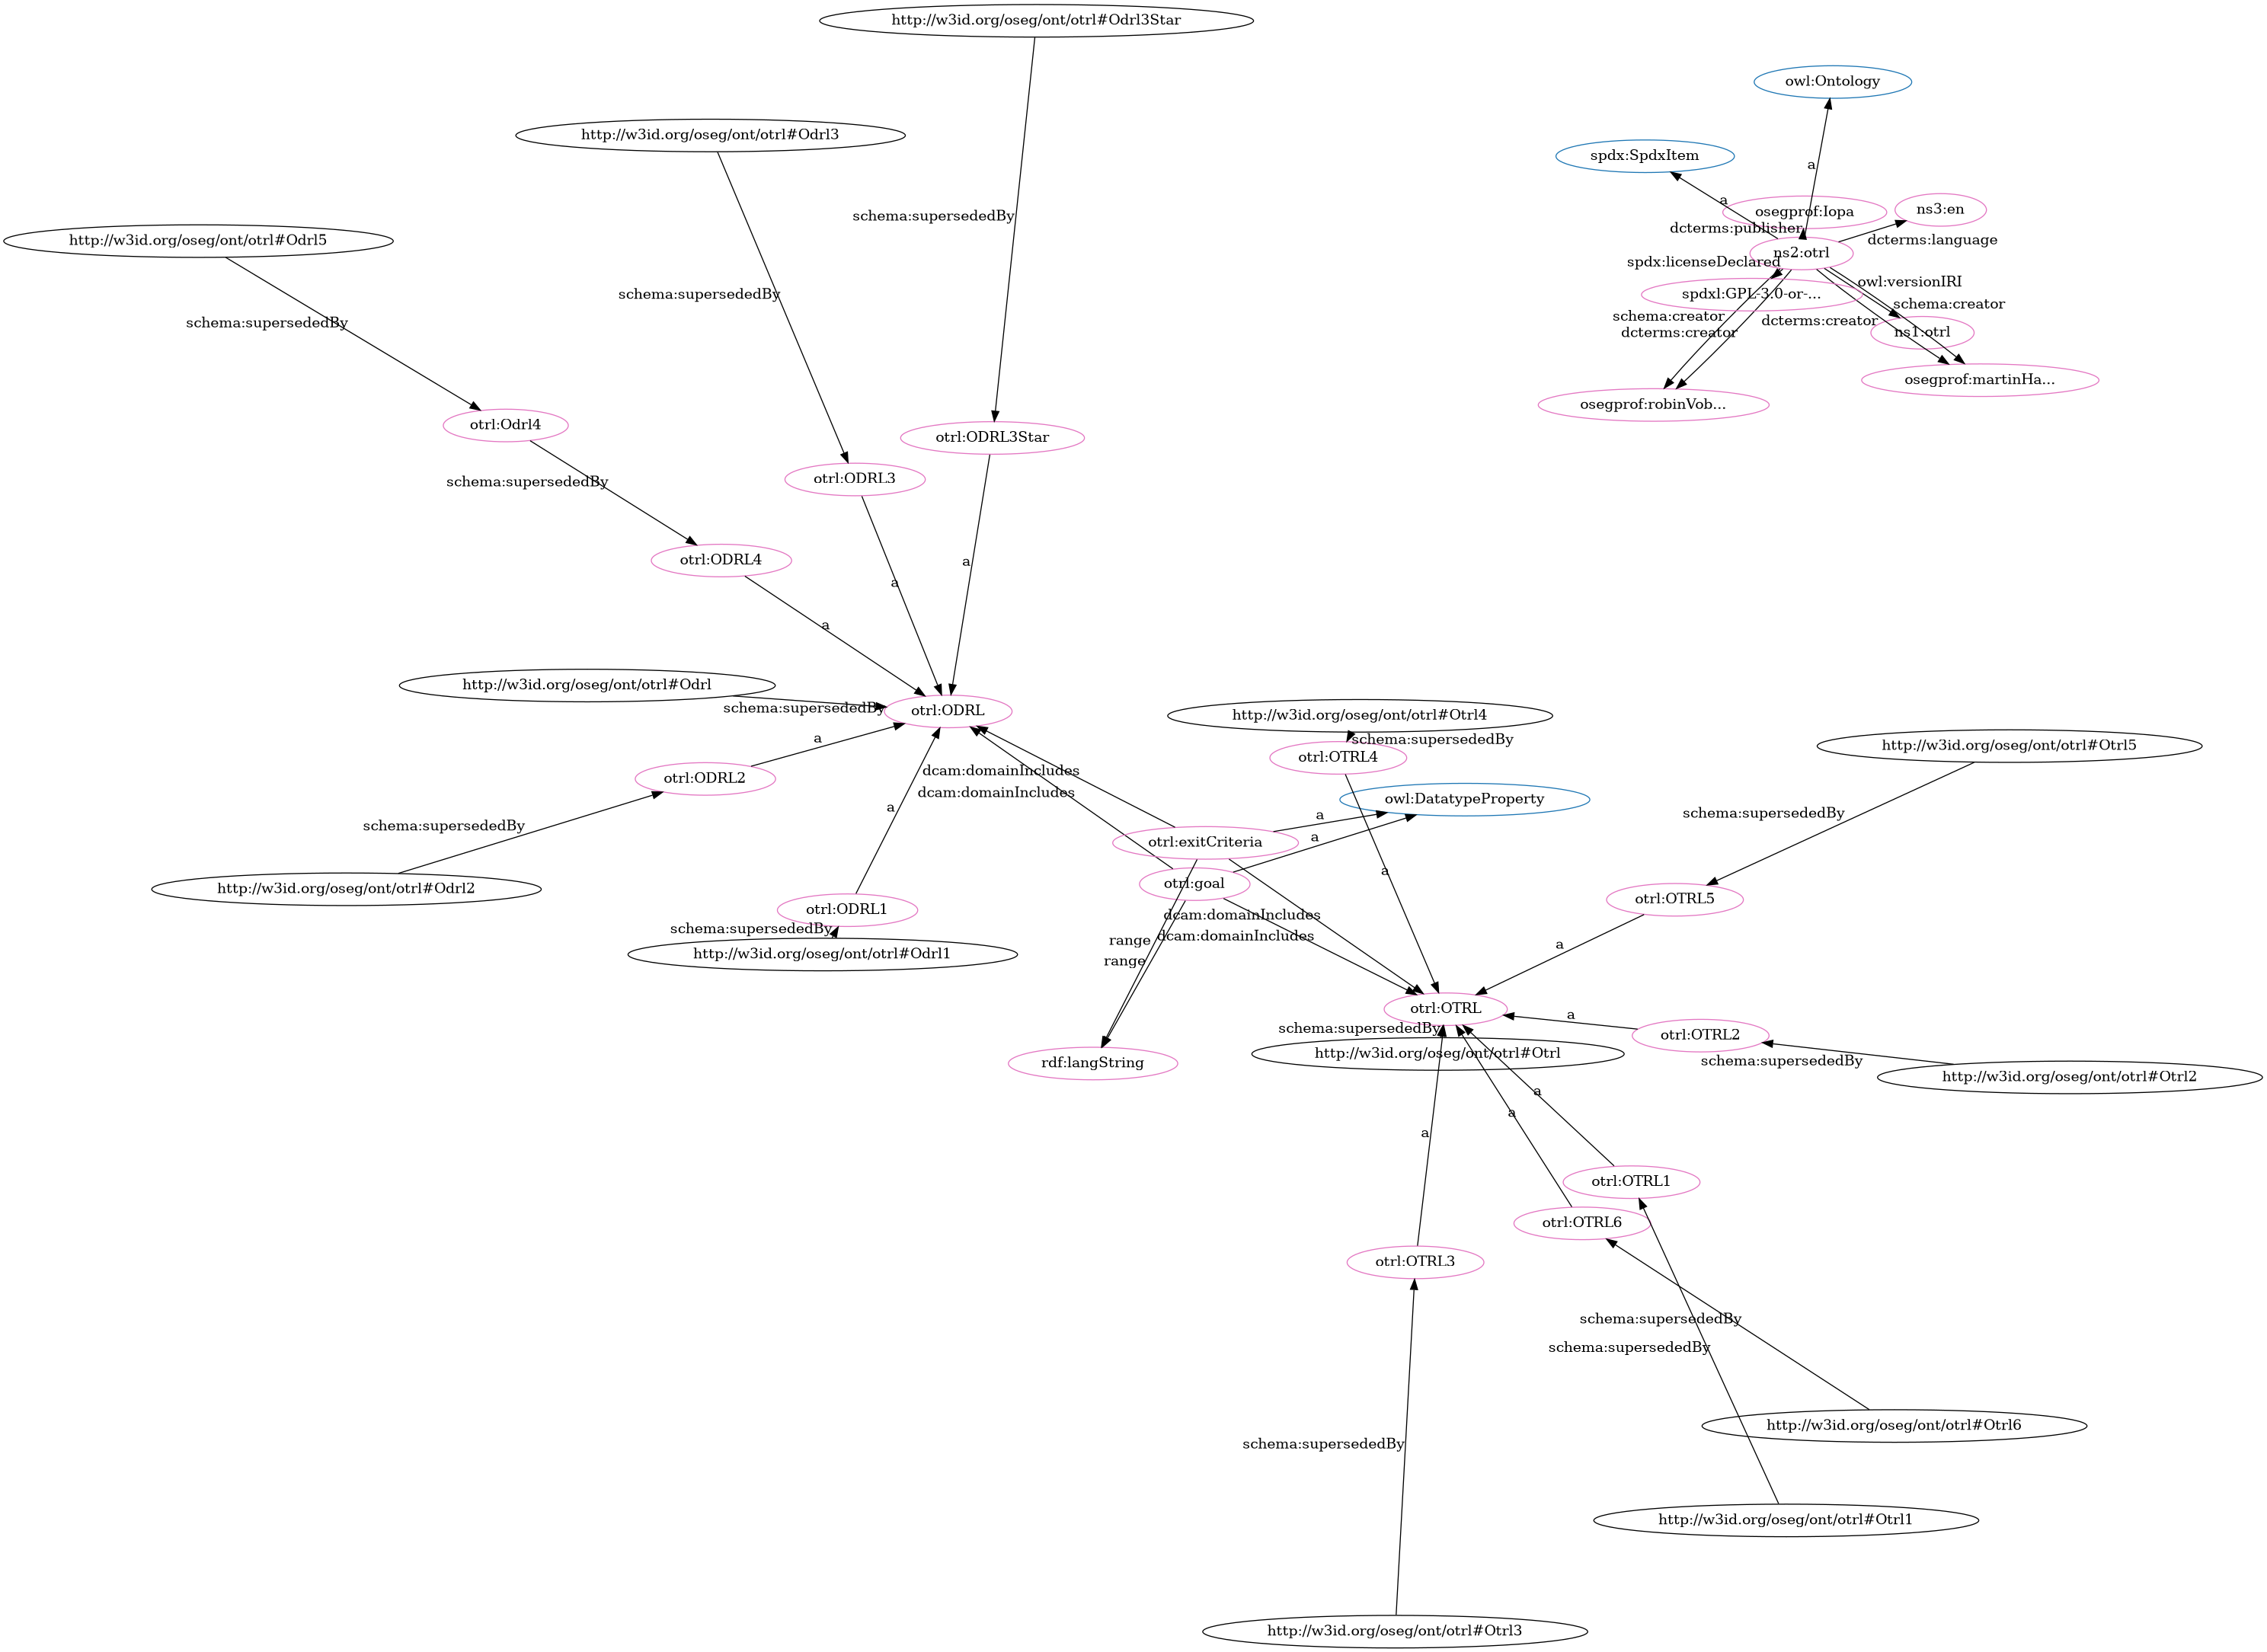 http://w3id.org/oseg/ont/otrl#Odrl3Star
owl:Ontology
http://w3id.org/oseg/ont/otrl#Odrl3
spdx:SpdxItem
a
a
osegprof:Iopa
ns3:en
schema:supersededBy
dcterms:publisher
http://w3id.org/oseg/ont/otrl#Odrl5
dcterms:language
ns2:otrl
spdx:licenseDeclared
owl:versionIRI
schema:supersededBy
spdxl:GPL-3.0-or-...
schema:creator
schema:creator
schema:supersededBy
dcterms:creator
dcterms:creator
ns1:otrl
osegprof:martinHa...
osegprof:robinVob...
otrl:Odrl4
otrl:ODRL3Star
otrl:ODRL3
schema:supersededBy
otrl:ODRL4
a
a
a
http://w3id.org/oseg/ont/otrl#Odrl
schema:supersededBy
otrl:ODRL
http://w3id.org/oseg/ont/otrl#Otrl4
a
schema:supersededBy
http://w3id.org/oseg/ont/otrl#Otrl5
otrl:OTRL4
otrl:ODRL2
dcam:domainIncludes
dcam:domainIncludes
owl:DatatypeProperty
a
a
schema:supersededBy
schema:supersededBy
otrl:exitCriteria
a
a
http://w3id.org/oseg/ont/otrl#Odrl2
otrl:goal
otrl:OTRL5
otrl:ODRL1
dcam:domainIncludes
schema:supersededBy
dcam:domainIncludes
range
a
http://w3id.org/oseg/ont/otrl#Odrl1
range
otrl:OTRL
a
schema:supersededBy
otrl:OTRL2
http://w3id.org/oseg/ont/otrl#Otrl
rdf:langString
schema:supersededBy
http://w3id.org/oseg/ont/otrl#Otrl2
a
a
a
otrl:OTRL1
otrl:OTRL6
otrl:OTRL3
schema:supersededBy
schema:supersededBy
http://w3id.org/oseg/ont/otrl#Otrl6
schema:supersededBy
http://w3id.org/oseg/ont/otrl#Otrl1
http://w3id.org/oseg/ont/otrl#Otrl3